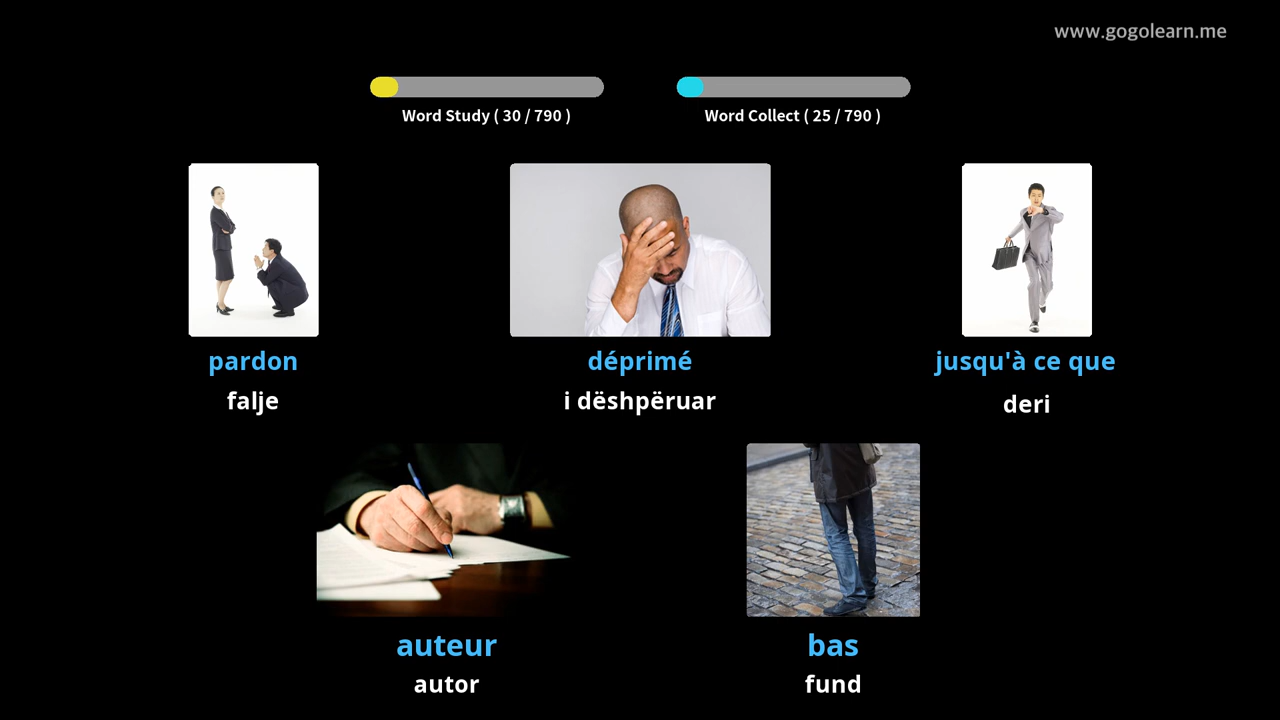 www.gogolearn.me
Word Study ( 30 / 790 )
Word Collect ( 25 / 790 )
pardon
falje
déprimé
i dëshpëruar
jusqu'à ce que
deri
auteur
autor
bas
fund